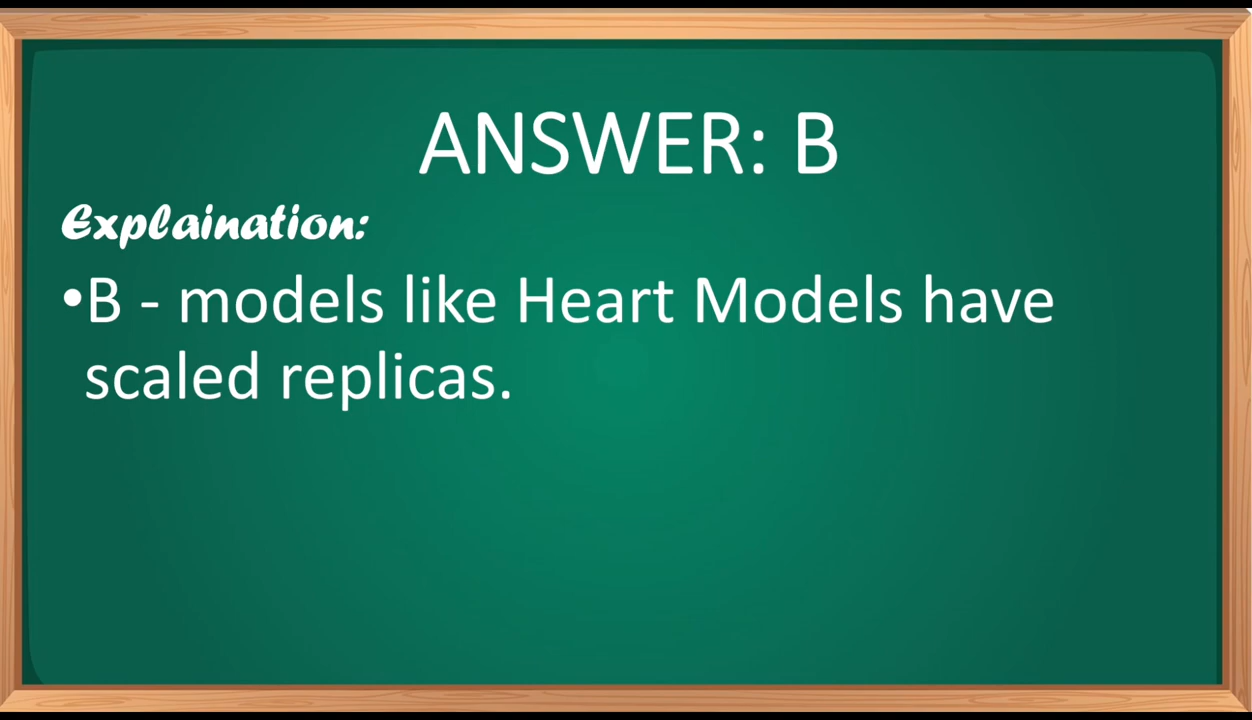 ANSWER: B
Explaination:
•B - models like Heart Models have
scaled replicas.